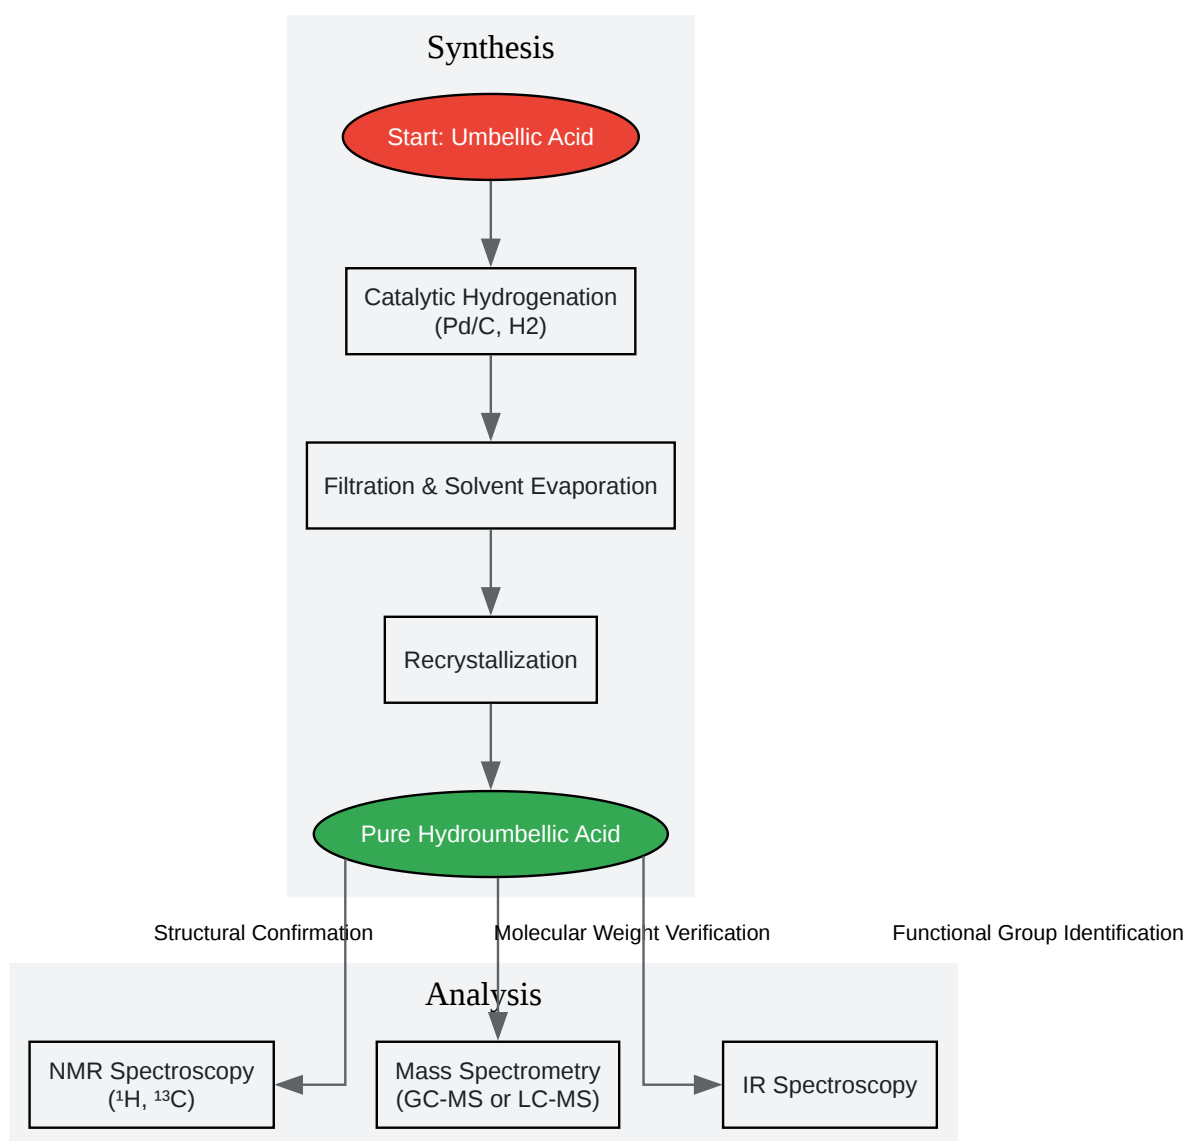 Synthesis
Start: Umbellic Acid
Catalytic Hydrogenation
(Pd/C, H2)
Filtration & Solvent Evaporation
Recrystallization
Pure Hydroumbellic Acid
Structural Confirmation
Molecular Weight Verification
Functional Group Identification
Analysis
NMR Spectroscopy
(¹H, ¹³C)
Mass Spectrometry
(GC-MS or LC-MS)
IR Spectroscopy